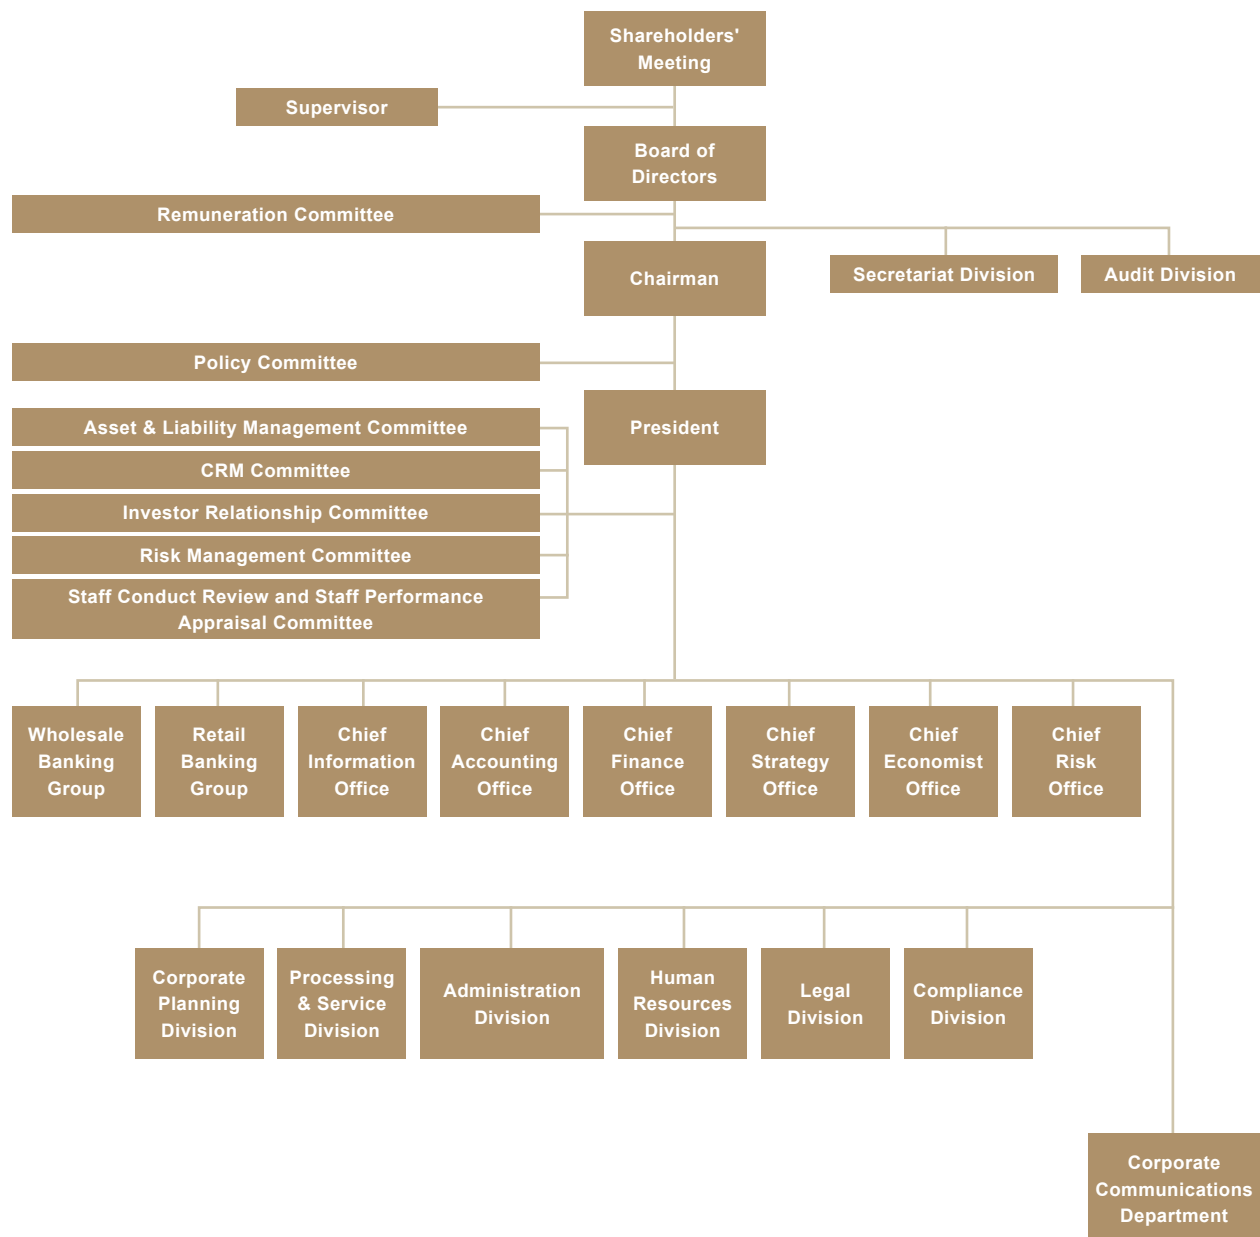 Shareholders'
Meeting
Supervisor
Board of
Directors
Remuneration Committee
Chairman
Secretariat Division
Audit Division
Policy Committee
President
Asset & Liability Management Committee
CRM Committee
Investor Relationship Committee
Risk Management Committee
Staff Conduct Review and Staff Performance
Appraisal Committee
Wholesale
Banking
Group
Retail
Banking
Group
Chief
Information
Office
Chief
Accounting
Office
Chief
Finance
Office
Chief
Strategy
Office
Chief
Economist
Office
Chief
Risk
Office
Corporate
Planning
Division
Processing
& Service
Division
Administration
Division
Human
Resources
Division
Legal
Division
Compliance
Division
Corporate
Communications
Department